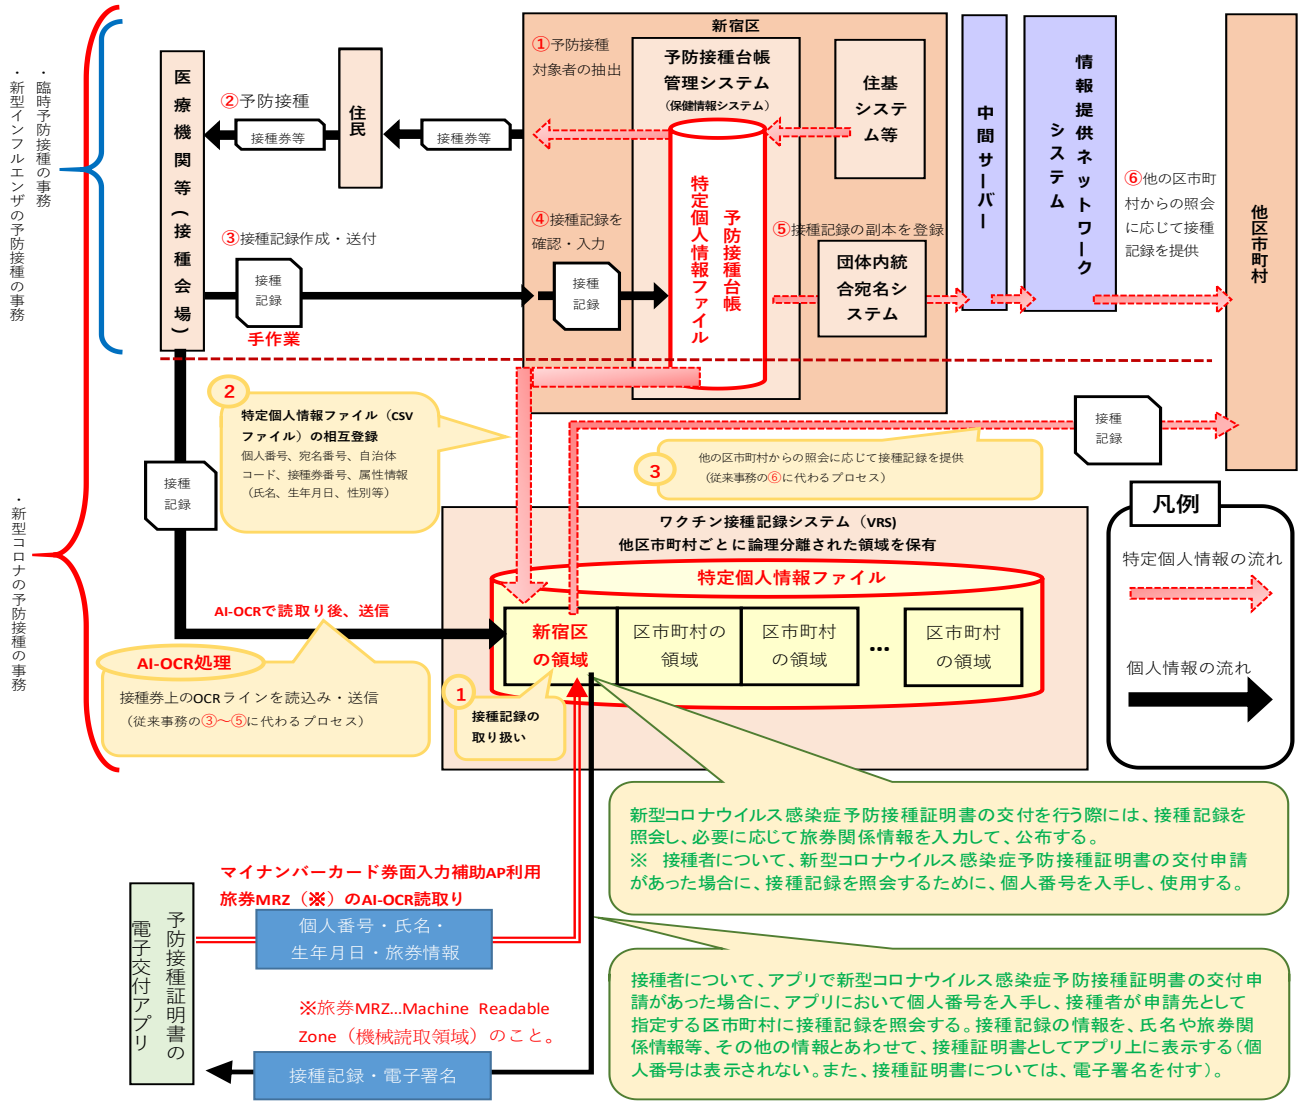 ・臨時予防接種の事務
・新型インフルエンザの予防接種の事務
・新型コロナの予防接種の事務
医療機関等(接種会場)
住民
②予防接種
接種券等
接種券等
③接種記録作成・送付
接種
記録
手作業
新宿区
①予防接種
対象者の抽出
予防接種台帳
管理システム
（保健情報システム）
住基
システ
ム等
予防接種台帳
特定個人情報ファイル
④接種記録を
確認・入力
接種
記録
⑤接種記録の副本を登録
団体内統
合宛名シ
ステム
中間サーバー
情報提供ネットワーク
システム
⑥他の区市町
村からの照会
に応じて接種
記録を提供
他区市町村
2
特定個人情報ファイル（CSV
ファイル）の相互登録
個人番号、宛名番号、自治体
コード、接種券番号、属性情報
（氏名、生年月日、性別等）
接種
記録
3
他の区市町村からの照会に応じて接種記録を提供
（従来事務の⑥に代わるプロセス）
接種
記録
凡例
特定個人情報の流れ
個人情報の流れ
ワクチン接種記録システム（VRS)
他区市町村ごとに論理分離された領域を保有
特定個人情報ファイル
新宿区
の領域
区市町村の
領域
区市町村
の領域
…
区市町村
の領域
AI-OCRで読取り後、送信
AI-OCR処理
接種券上のOCRラインを読込み・送信
（従来事務の③～⑤に代わるプロセス）
1
接種記録の
取り扱い
新型コロナウイルス感染症予防接種証明書の交付を行う際には、接種記録を
照会し、必要に応じて旅券関係情報を入力して、公布する。
※ 接種者について、新型コロナウイルス感染症予防接種証明書の交付申請
があった場合に、接種記録を照会するために、個人番号を入手し、使用する。
マイナンバーカード券面入力補助AP利用
旅券MRZ（※）のAI-OCR読取り
予防接種証明書の
電子交付アプリ
個人番号・氏名・
生年月日・旅券情報
※旅券MRZ…Machine Readable
Zone（機械読取領域）のこと。
接種記録・電子署名
接種者について、アプリで新型コロナウイルス感染症予防接種証明書の交付申
請があった場合に、アプリにおいて個人番号を入手し、接種者が申請先として
指定する区市町村に接種記録を照会する。接種記録の情報を、氏名や旅券関
係情報等、その他の情報とあわせて、接種証明書としてアプリ上に表示する（個
人番号は表示されない。また、接種証明書については、電子署名を付す）。